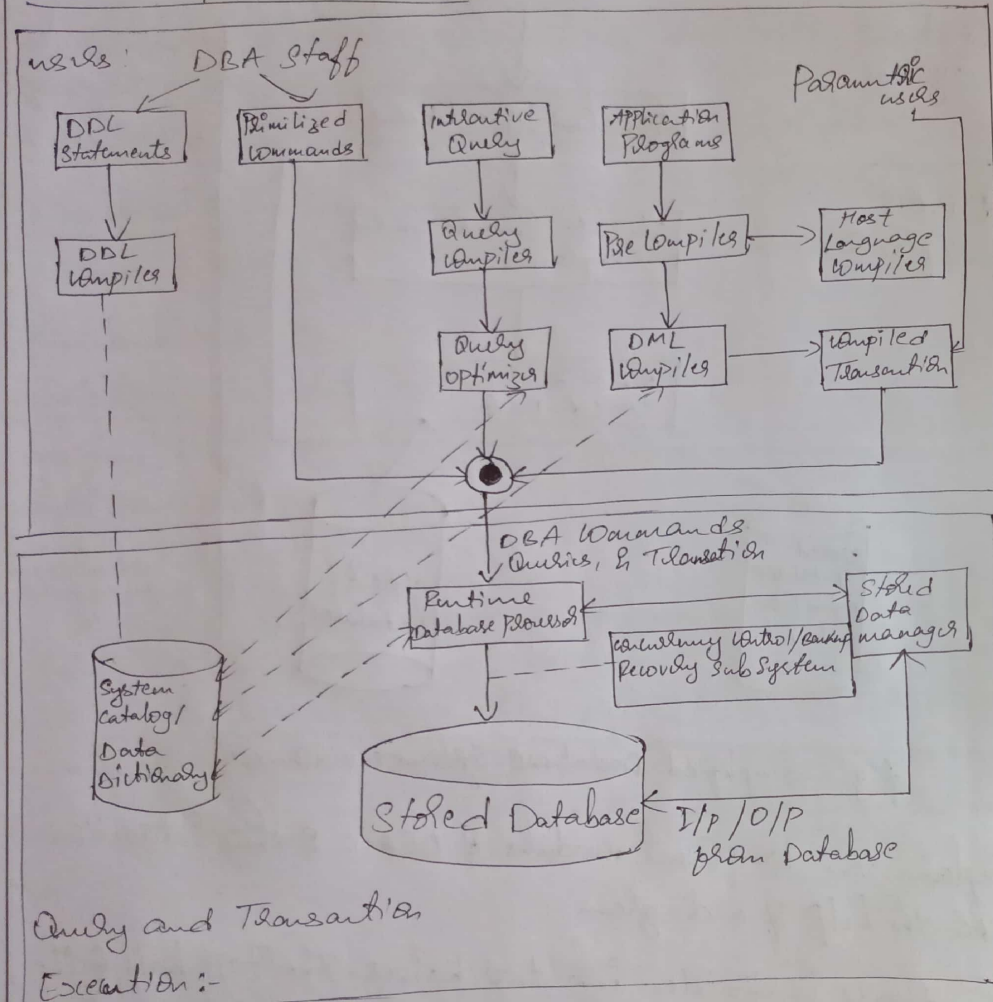 users:
DBA Staff
Parametric
users
DDL
Statements
Primilized
Commands
Interactive
Query
Application
Programs
DDL
Compiler
Query
Compiler
Pre Compiler
Host
Language
Compiler
Query
Optimizer
DML
Compiler
Compiled
Transaction
DBA Commands
Queries, & Transation
Runtime
Database Processor
Stored
Data
manager
Concurrency Control/Backup
Recovery Sub System
System
Catalog/
Data
Dictionary
Stored Database
I/P/O/P
from Database
Query and Transaction
Execution:-